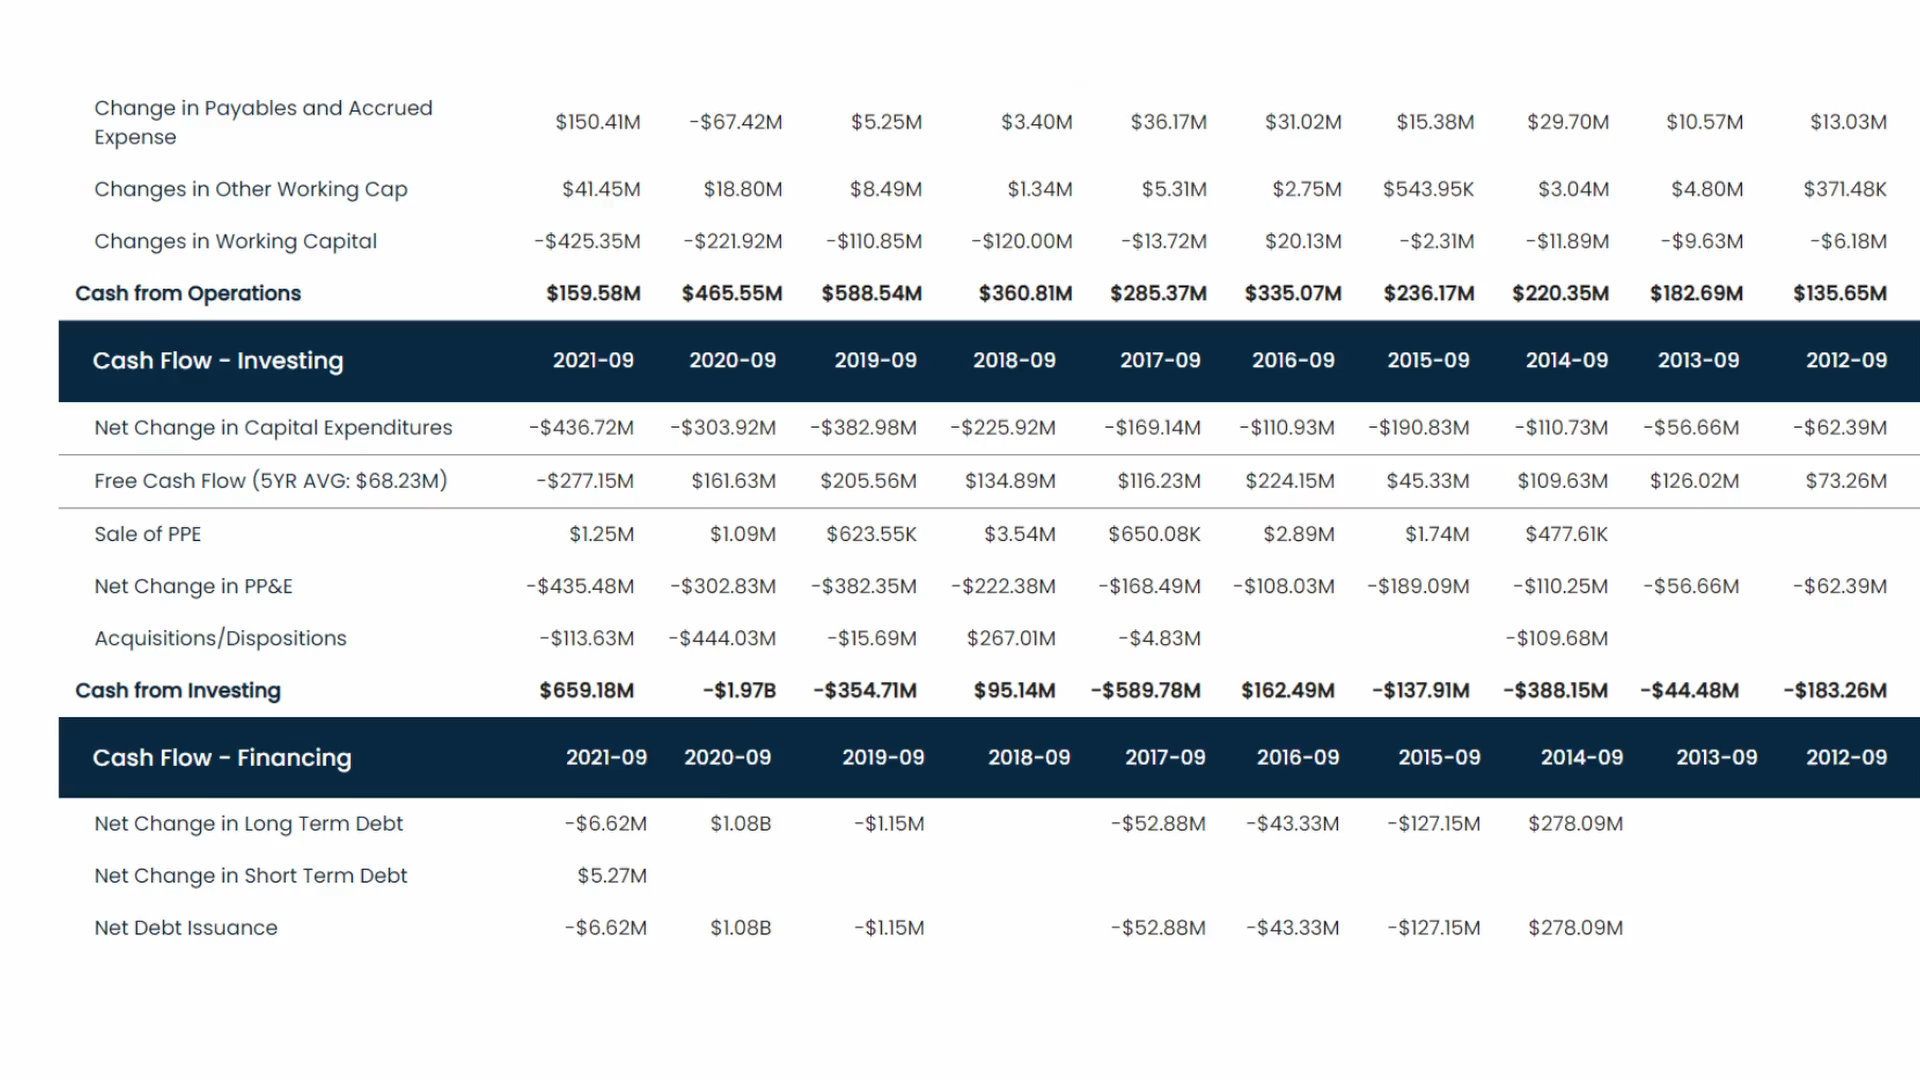 Change in Payables and Accrued
Expense $150.41M -$67.42M $5.25M $3.40M $36.17M $31.02M $15.38M $29.70M $10.57M $13.03M
Changes in Other Working Cap $41.45M $18.80M $8.49M $1.34M $5.31M $2.75M $543.95K $3.04M $4.80M $371.48K
Changes in Working Capital -$425.35M -$221.92M -$110.85M -$120.00M -$13.72M $20.13M -$2.31M -$11.89M -$9.63M -$6.18M
Cash from Operations $159.58M $465.55M $588.54M $360.81M $285.37M $335.07M $236.17M $220.35M $182.69M $135.65M
Cash Flow - Investing 2021-09 2020-09 2019-09 2018-09 2017-09 2016-09 2015-09 2014-09 2013-09 2012-09
Net Change in Capital Expenditures -$436.72M -$303.92M -$382.98M -$225.92M -$169.14M -$110.93M -$190.83M -$110.73M -$56.66M -$62.39M
Free Cash Flow (5YR AVG: $68.23M) -$277.15M $161.63M $205.56M $134.89M $116.23M $224.15M $45.33M $109.63M $126.02M $73.26M
Sale of PPE $1.25M $1.09M $623.55K $3.54M $650.08K $2.89M $1.74M $477.61K
Net Change in PP&E -$435.48M -$302.83M -$382.35M -$222.38M -$168.49M -$108.03M -$189.09M -$110.25M -$56.66M -$62.39M
Acquisitions/Dispositions -$113.63M -$444.03M -$15.69M $267.01M -$4.83M -$109.68M
Cash from Investing $659.18M -$1.97B -$354.71M $95.14M -$589.78M $162.49M -$137.91M -$388.15M -$44.48M -$183.26M
Cash Flow - Financing 2021-09 2020-09 2019-09 2018-09 2017-09 2016-09 2015-09 2014-09 2013-09 2012-09
Net Change in Long Term Debt -$6.62M $1.08B -$1.15M -$52.88M -$43.33M -$127.15M $278.09M
Net Change in Short Term Debt $5.27M
Net Debt Issuance -$6.62M $1.08B -$1.15M -$52.88M -$43.33M -$127.15M $278.09M